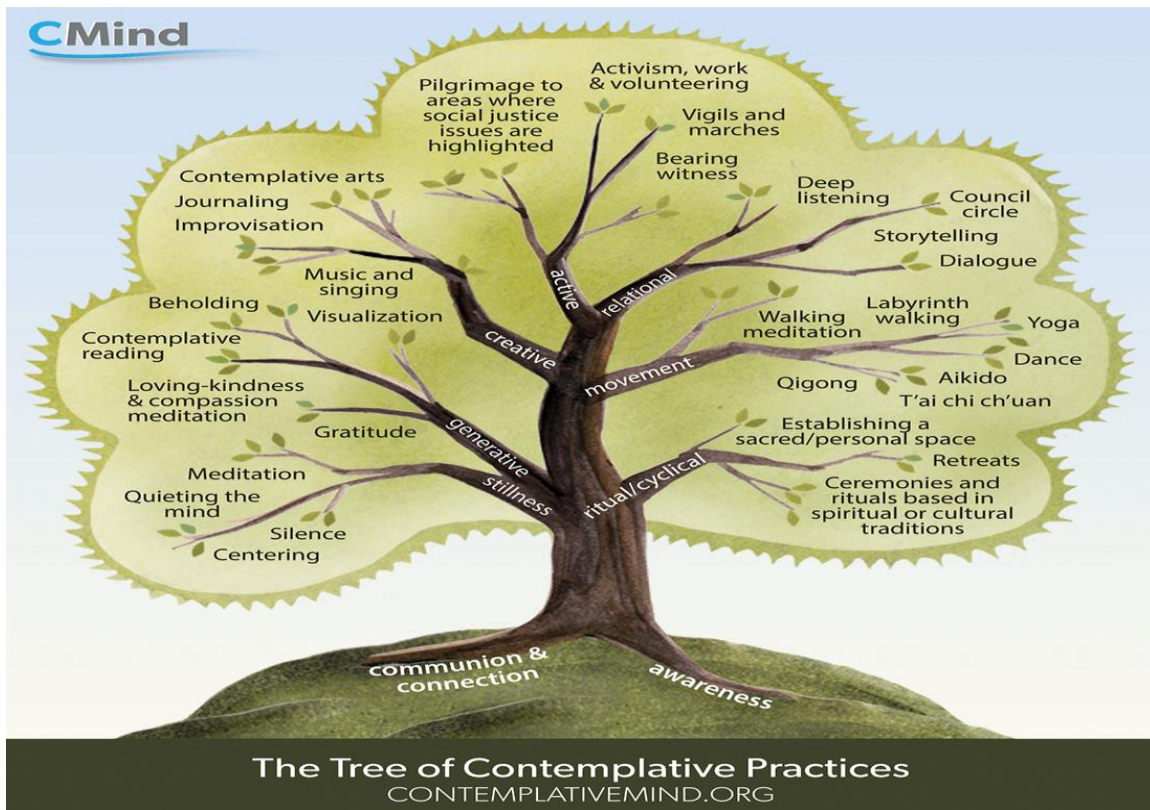 CMind
Activism, work
& volunteering
Pilgrimage to
areas where
social justice
issues are
highlighted
Vigils and
marches
Bearing
witness
Deep
listening
Council
circle
Storytelling
Dialogue
Contemplative arts
Journaling
Improvisation
Music and
singing
active
relational
creative
Beholding
Visualization
Contemplative
reading
Loving-kindness
& compassion
meditation
Gratitude
generative
Walking
meditation
Labyrinth
walking
Yoga
Dance
Aikido
Qigong
T'ai chi ch'uan
movement
Meditation
Quieting the
mind
Silence
Centering
stillness
Establishing a
sacred/personal space
Retreats
Ceremonies and
rituals based in
spiritual or cultural
traditions
ritual/cyclical
communion &
connection
awareness
The Tree of Contemplative Practices
CONTEMPLATIVEMIND.ORG